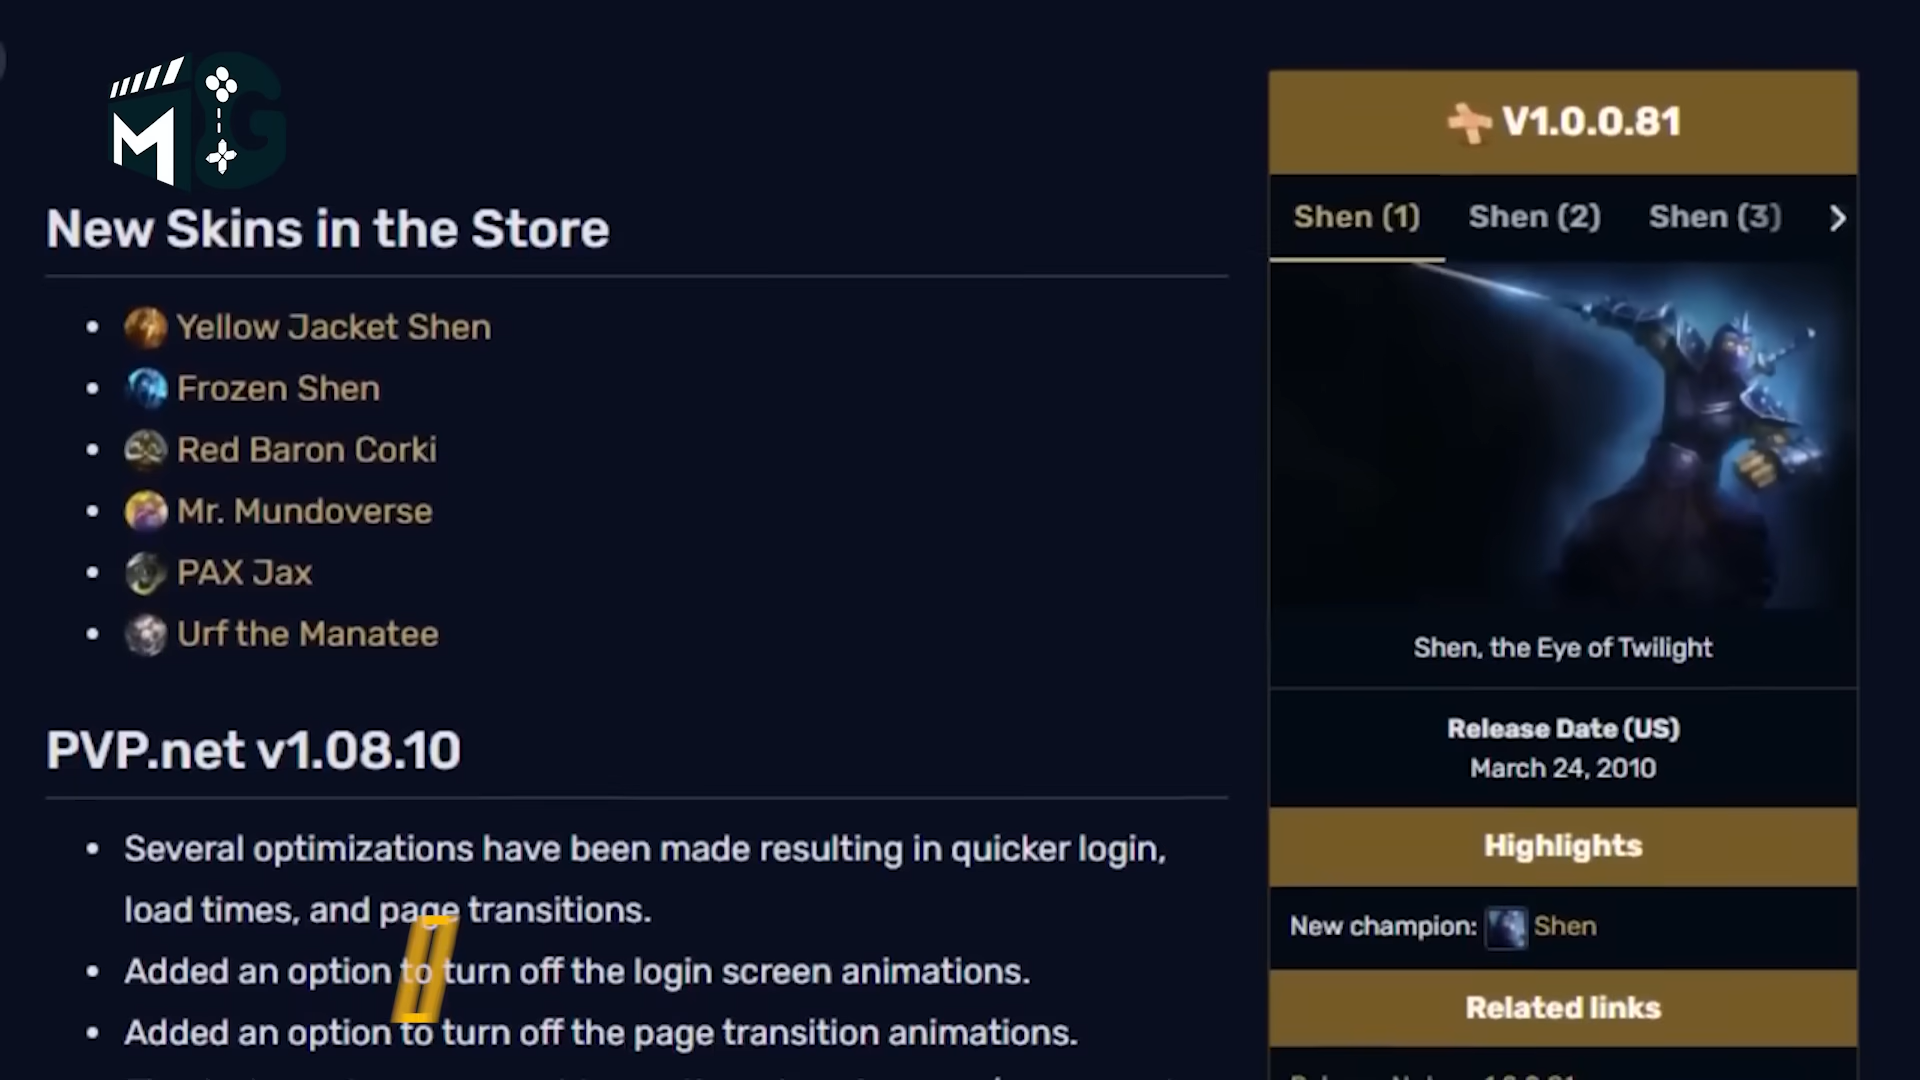 MG
New Skins in the Store
Yellow Jacket Shen
Frozen Shen
Red Baron Corki
Mr. Mundoverse
PAX Jax
Urf the Manatee
PVP.net v1.08.10
Several optimizations have been made resulting in quicker login,
load times, and page transitions.
Added an option to turn off the login screen animations.
Added an option to turn off the page transition animations.
V1.0.0.81
Shen (1) Shen (2) Shen (3)
Shen, the Eye of Twilight
Release Date (US)
March 24, 2010
Highlights
New champion: Shen
Related links